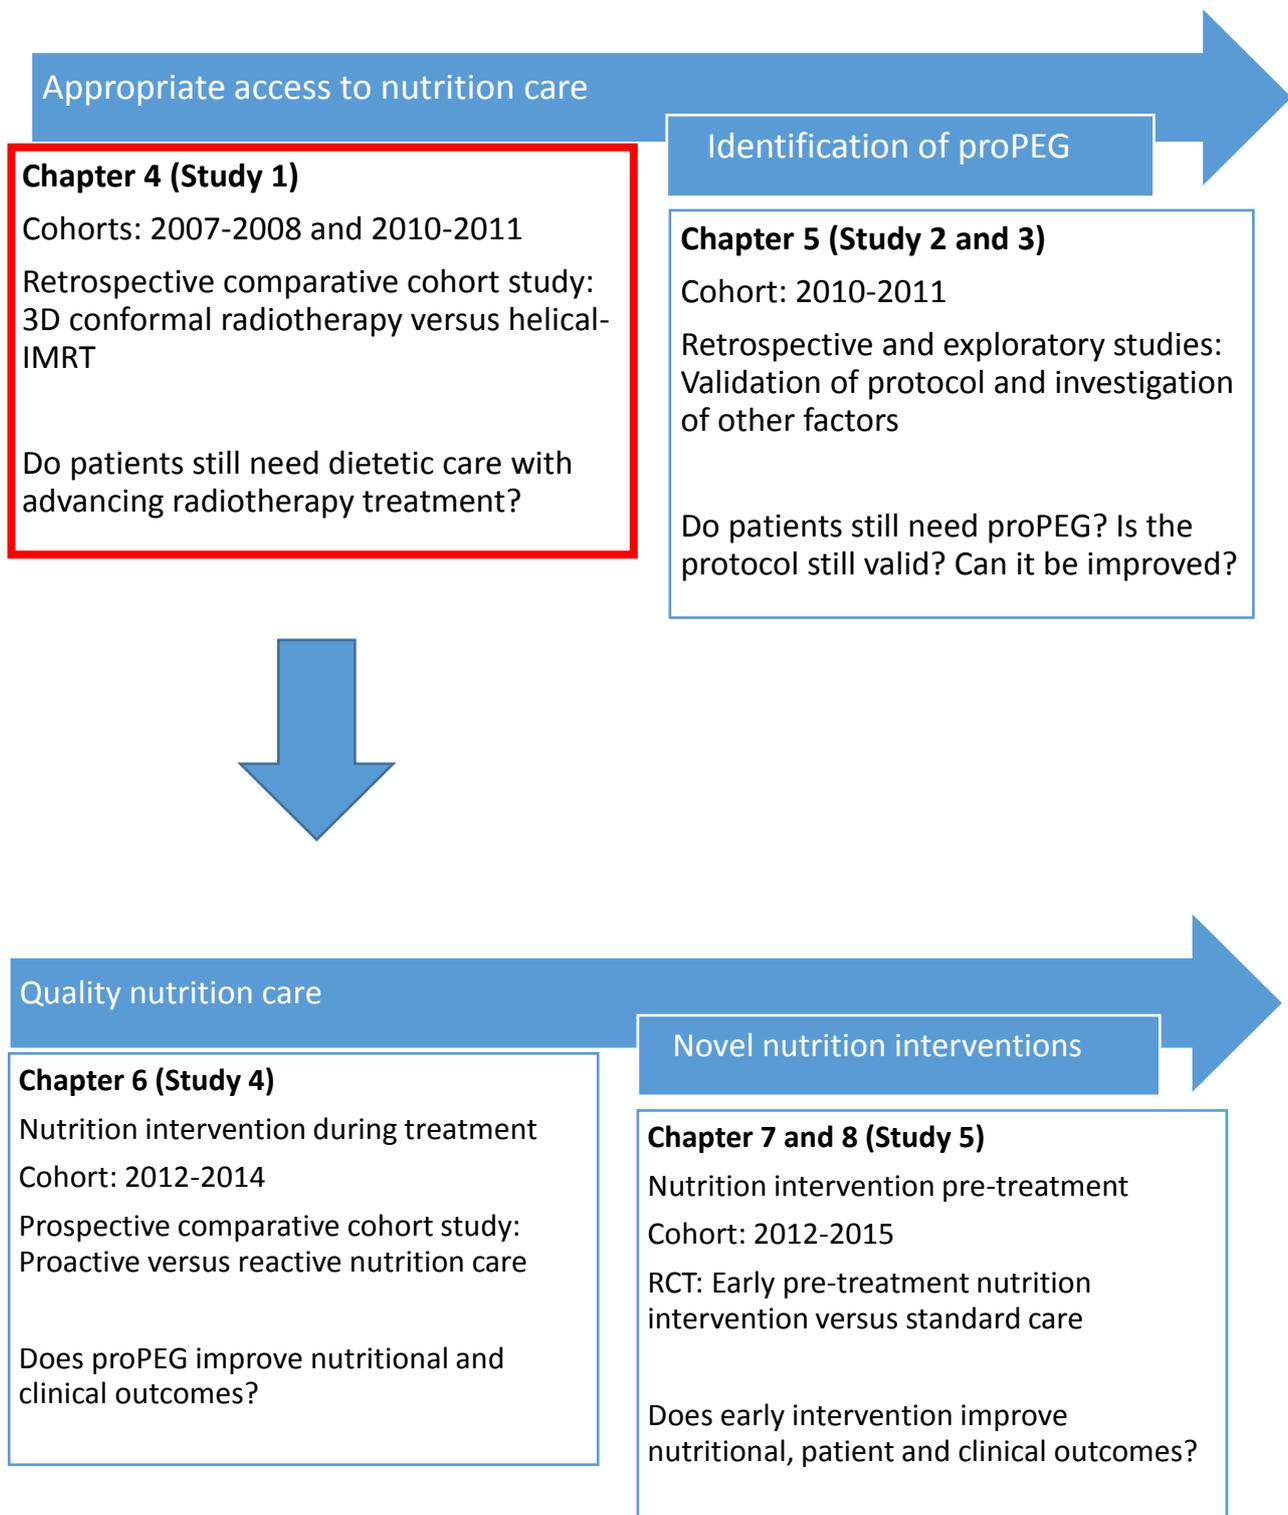 Appropriate access to nutrition care
Identification of proPEG
Chapter 4 (Study 1)
Cohorts: 2007-2008 and 2010-2011
Retrospective comparative cohort study:
3D conformal radiotherapy versus helical-
IMRT
Do patients still need dietetic care with
advancing radiotherapy treatment?
Chapter 5 (Study 2 and 3)
Cohort: 2010-2011
Retrospective and exploratory studies:
Validation of protocol and investigation
of other factors
Do patients still need proPEG? Is the
protocol still valid? Can it be improved?
Quality nutrition care
Novel nutrition interventions
Chapter 6 (Study 4)
Nutrition intervention during treatment
Cohort: 2012-2014
Prospective comparative cohort study:
Proactive versus reactive nutrition care
Does proPEG improve nutritional and
clinical outcomes?
Chapter 7 and 8 (Study 5)
Nutrition intervention pre-treatment
Cohort: 2012-2015
RCT: Early pre-treatment nutrition
intervention versus standard care
Does early intervention improve
nutritional, patient and clinical outcomes?